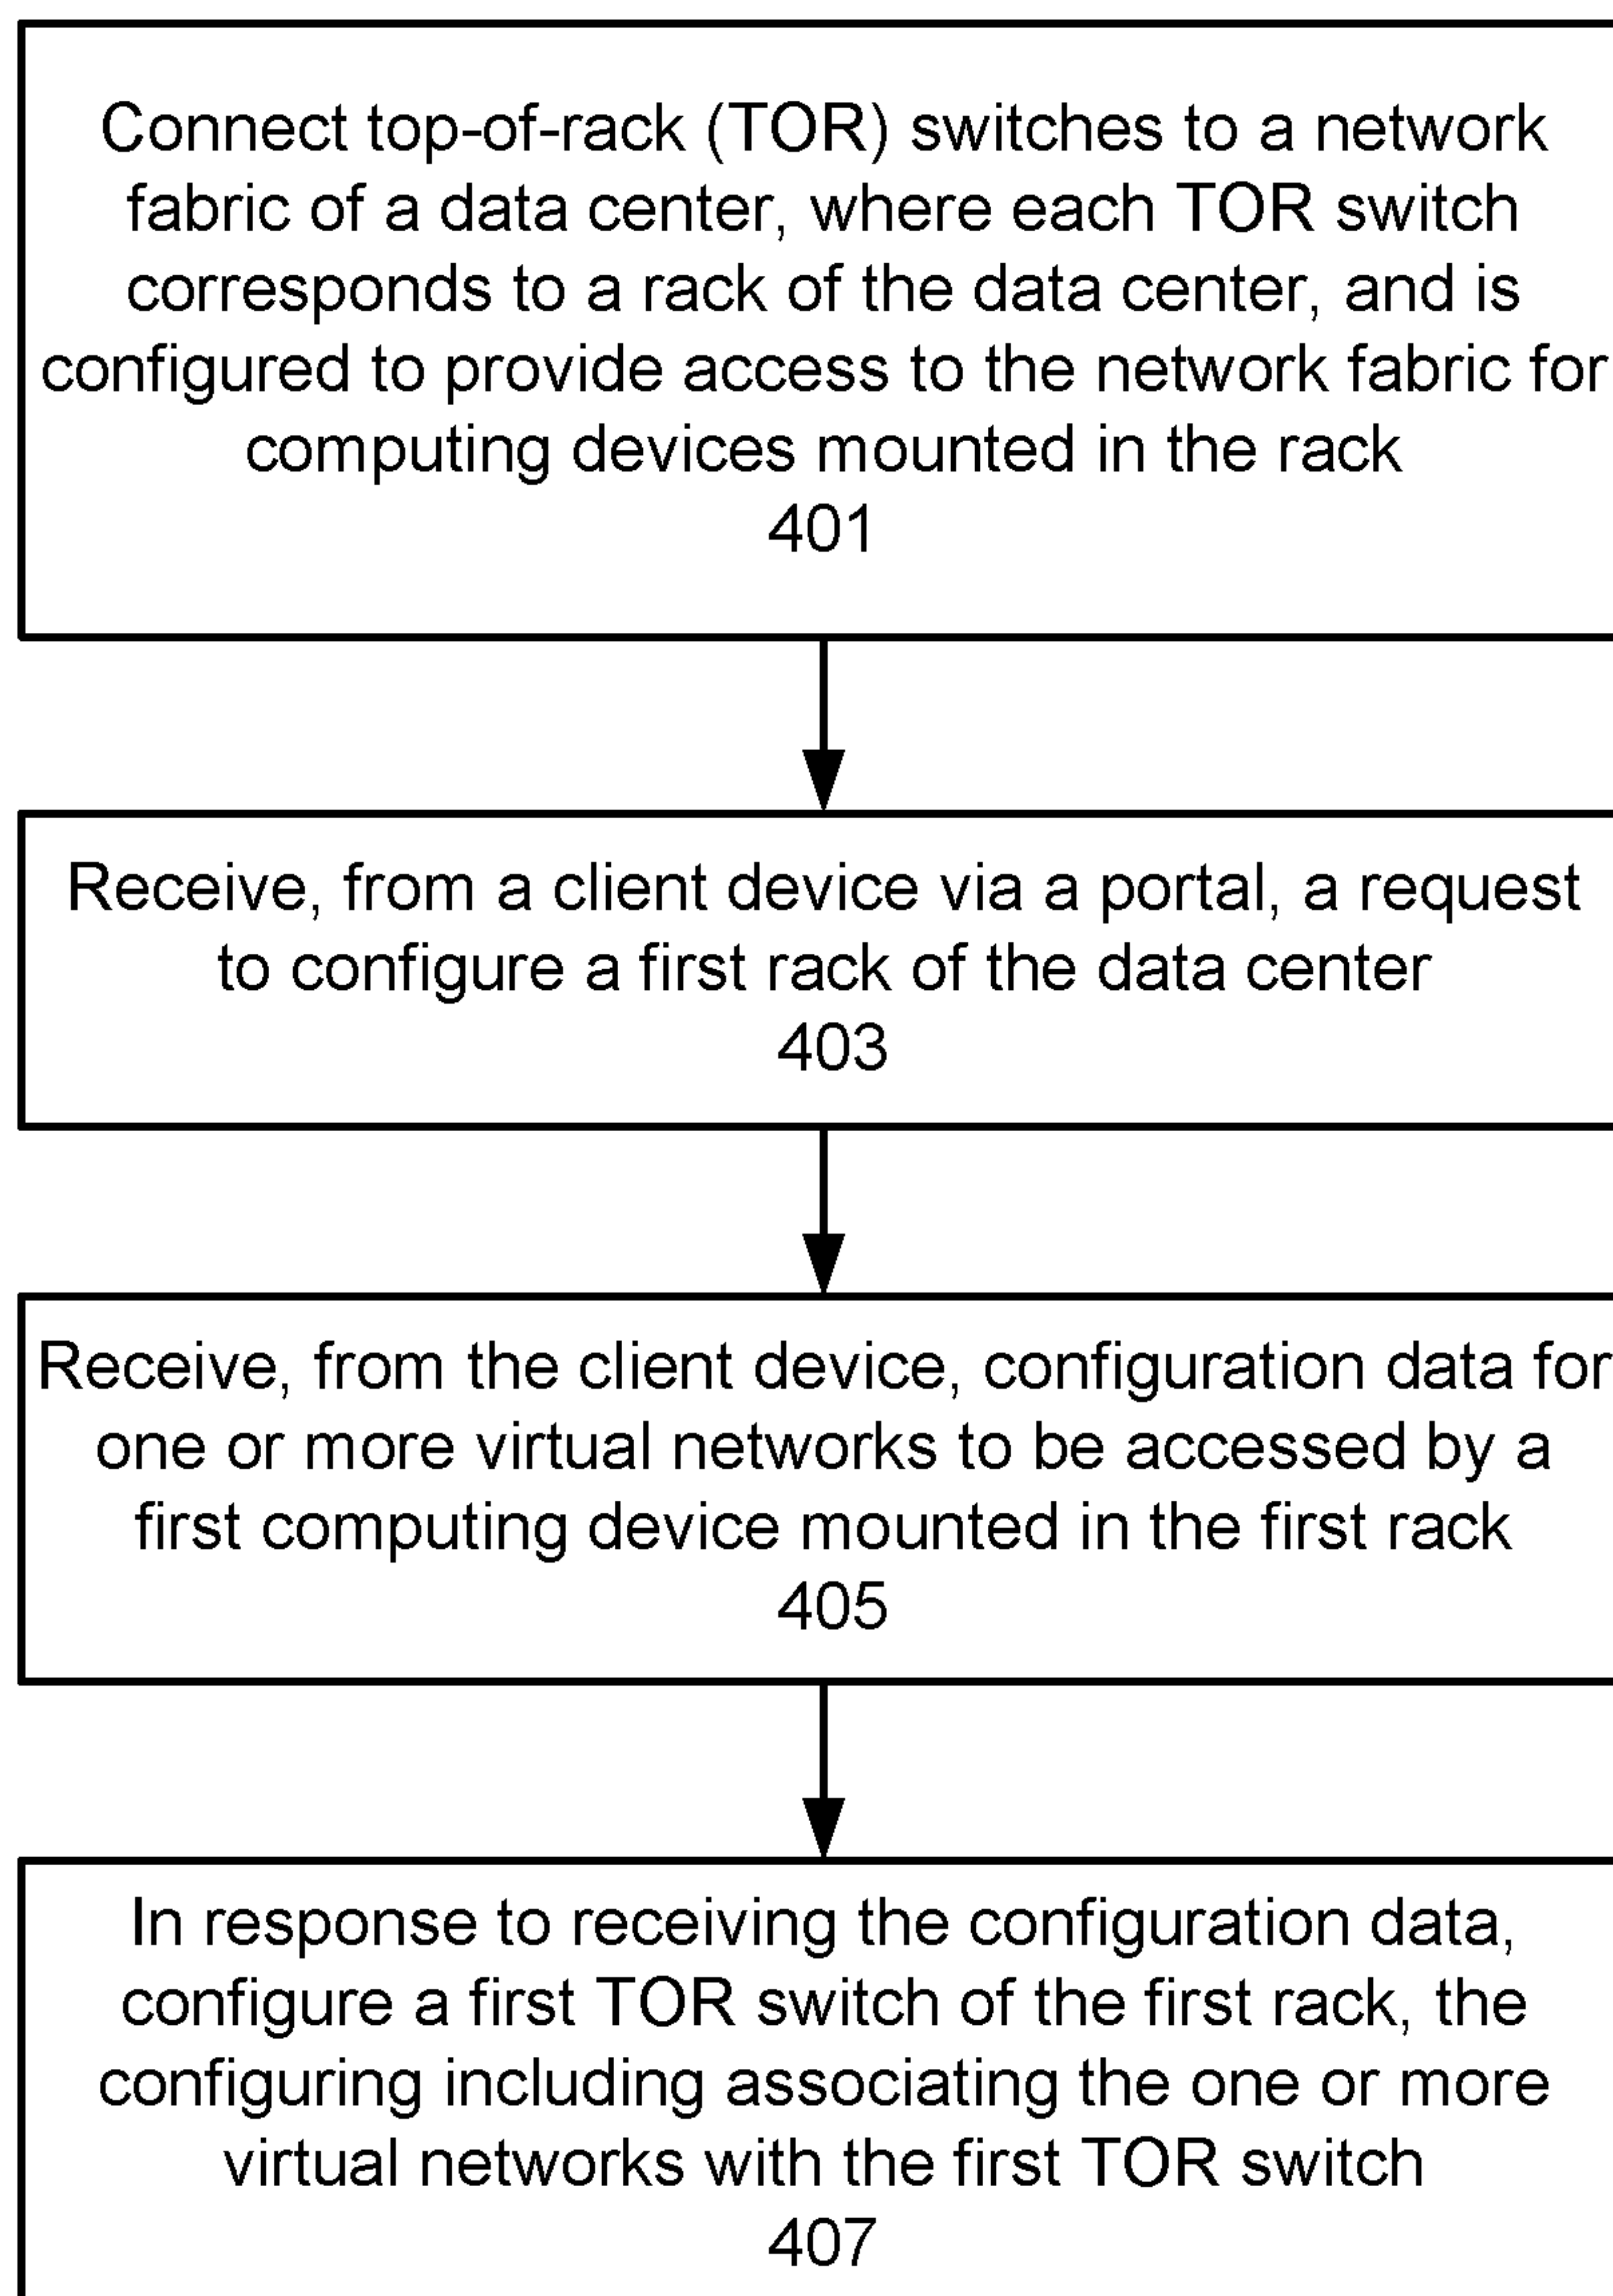 Connect top-of-rack (TOR) switches to a network
fabric of a data center, where each TOR switch
corresponds to a rack of the data center, and is
configured to provide access to the network fabric for
computing devices mounted in the rack
401
Receive, from a client device via a portal, a request
to configure a first rack of the data center
403
Receive, from the client device, configuration data for
one or more virtual networks to be accessed by a
first computing device mounted in the first rack
405
In response to receiving the configuration data,
configure a first TOR switch of the first rack, the
configuring including associating the one or more
virtual networks with the first TOR switch
407